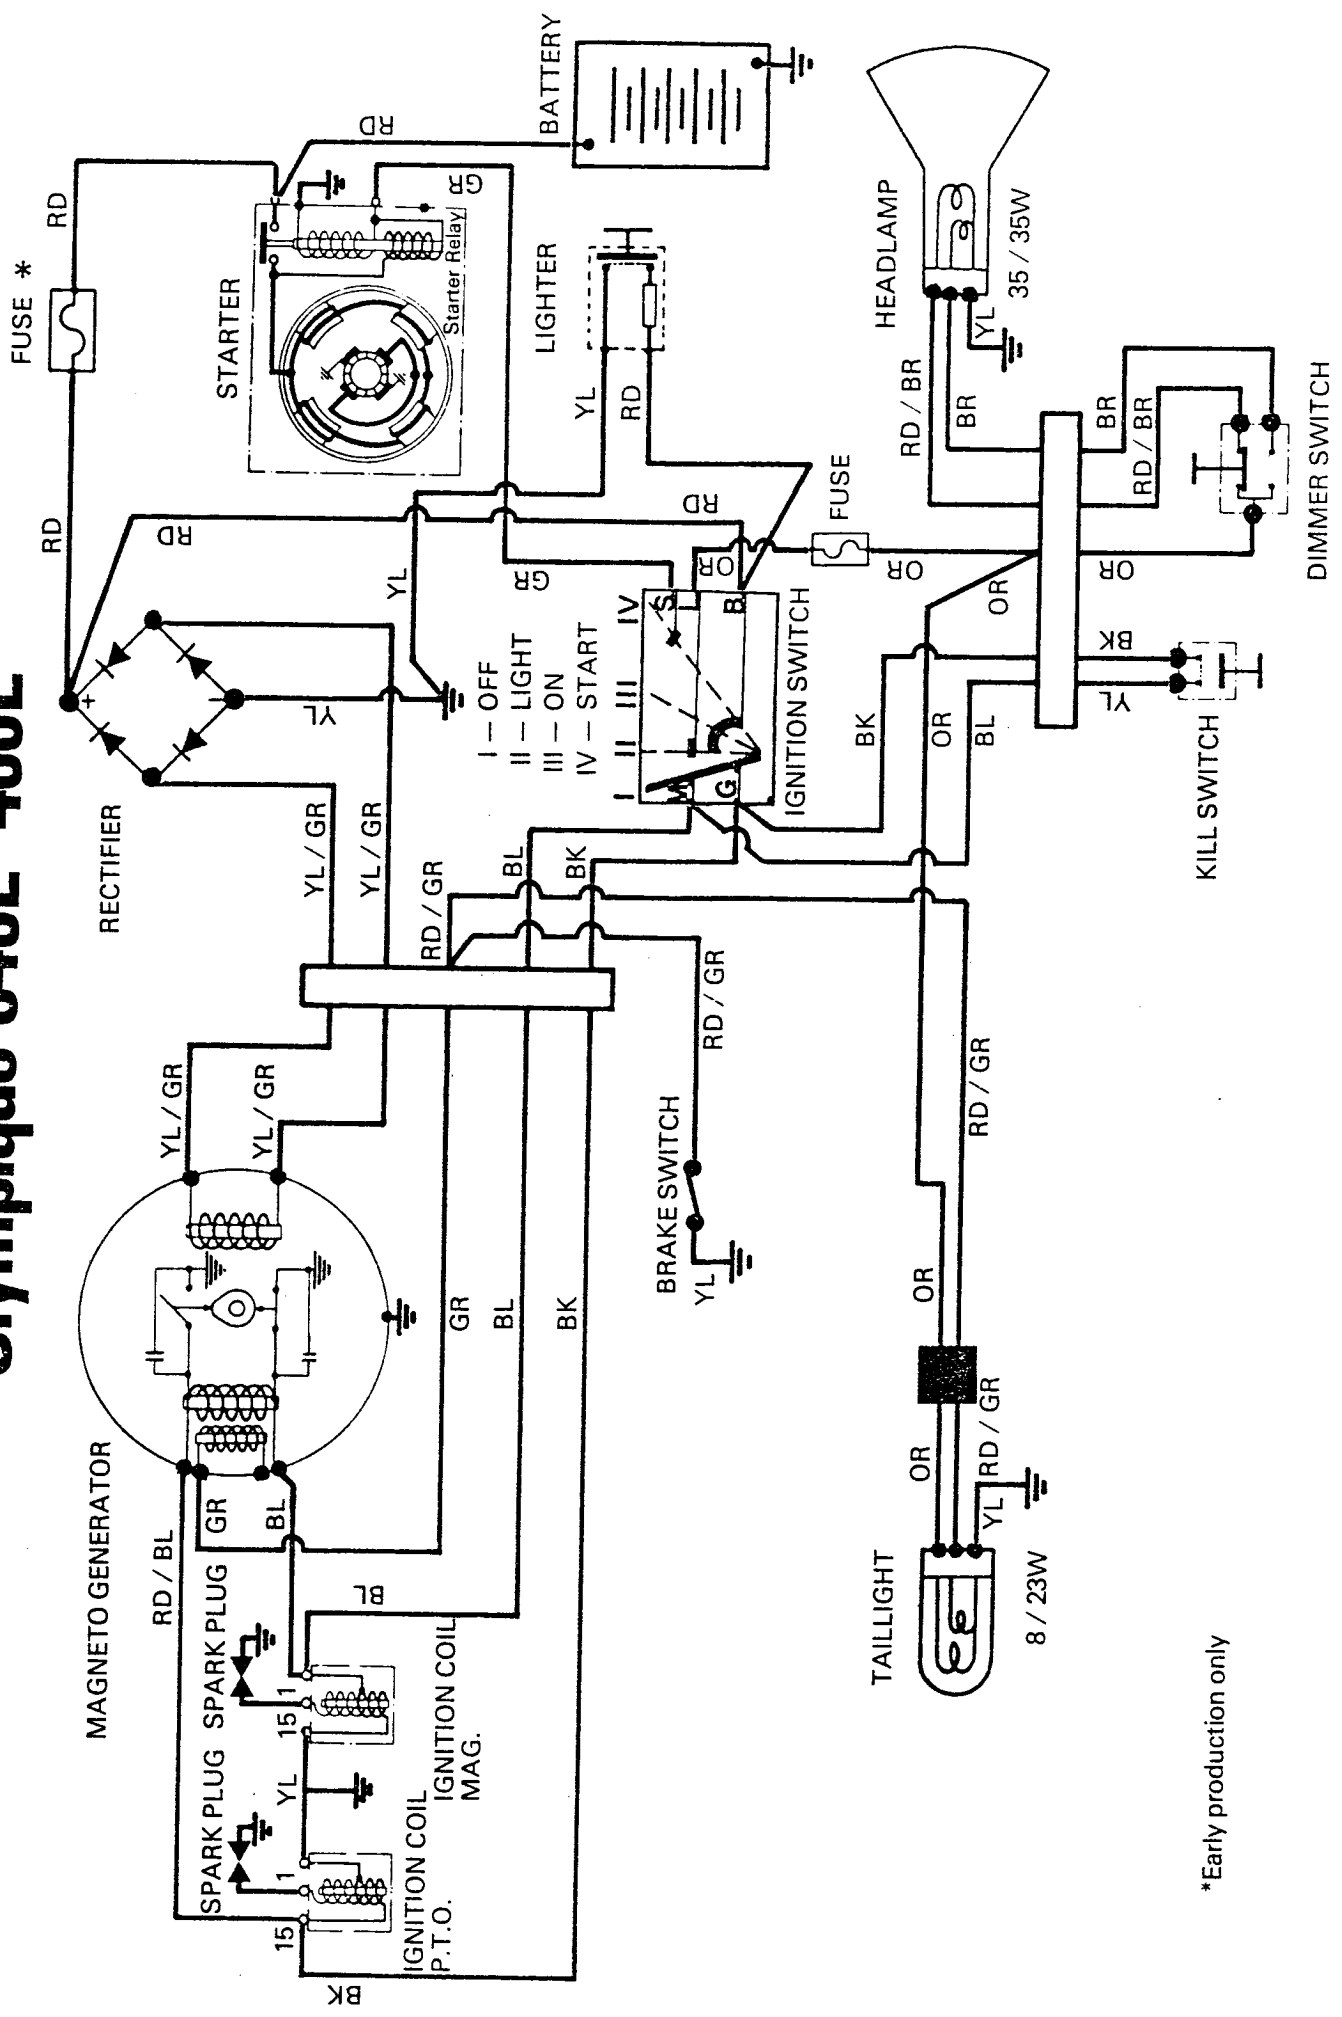 FUSE *
RD
RD
RD
RD
BATTERY
STARTER
Starter Relay
GR
LIGHTER
YL
RD
HEADLAMP
35 / 35W
YL
RD / BR
BR
BR
RD / BR
DIMMER SWITCH
FUSE
RD
OR
OR
OR
OR
GR
YL
YL
+
−
RECTIFIER
YL / GR
YL / GR
I — OFF
II — LIGHT
III — ON
IV — START
I II III IV
M
G
S
L
B
IGNITION SWITCH
BK
OR
BL
BK
YL
KILL SWITCH
BL
BK
RD / GR
RD / GR
RD / GR
BRAKE SWITCH
YL
YL / GR
YL / GR
MAGNETO GENERATOR
GR
BL
BK
RD / BL
GR
BL
BL
SPARK PLUG
SPARK PLUG
15
1
15
1
YL
IGNITION COIL
MAG.
IGNITION COIL
P.T.O.
BK
OR
OR
RD / GR
YL
TAILLIGHT
8 / 23W
*Early production only